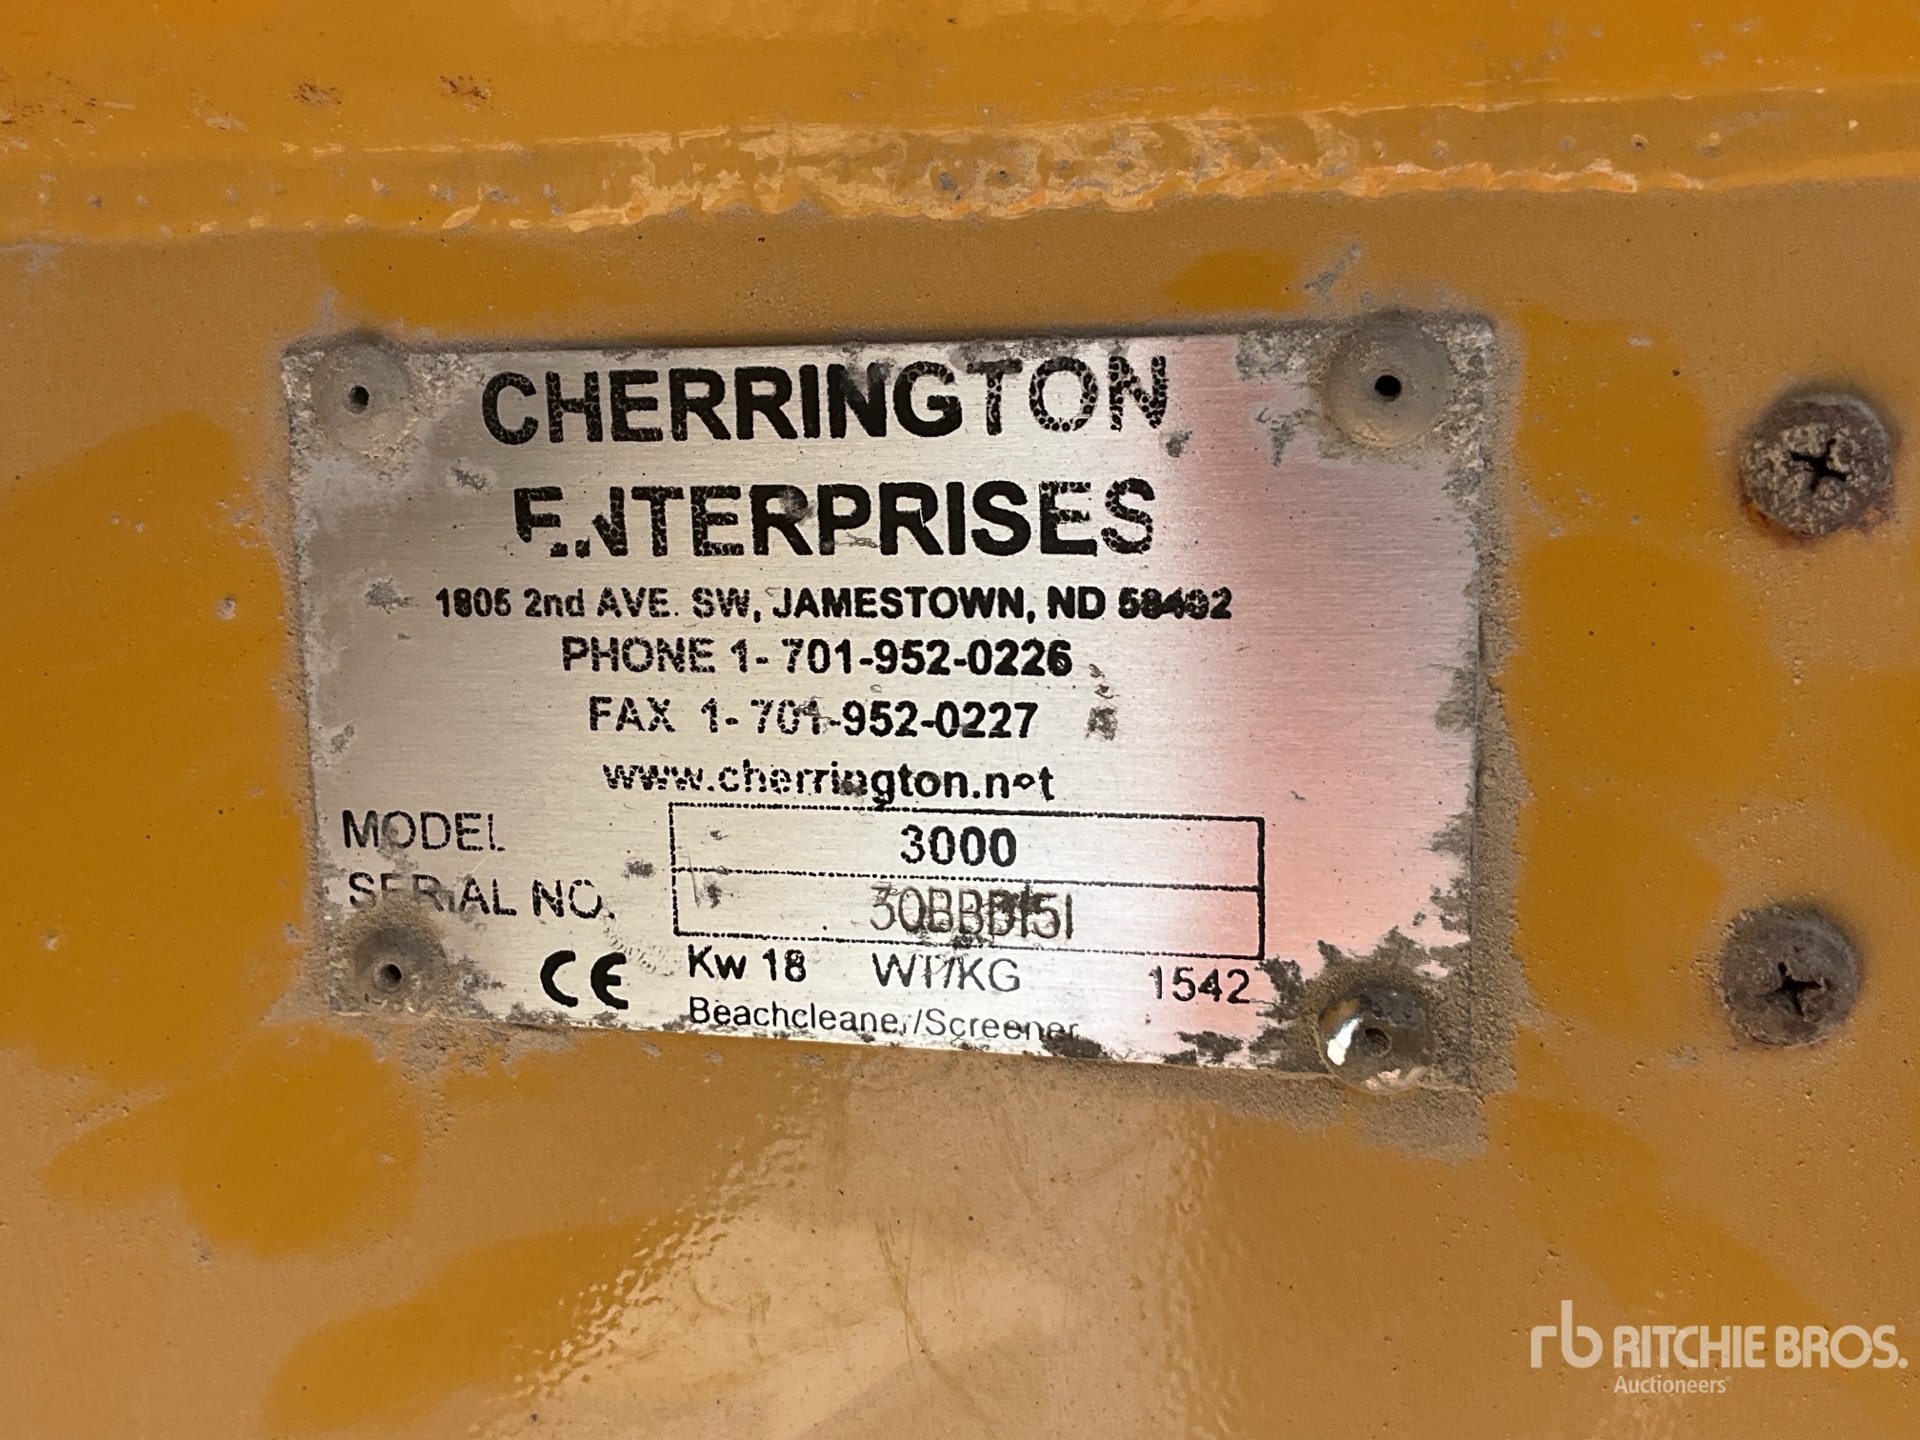 CHERRINGTON
ENTERPRISES
1805 2nd AVE. SW, JAMESTOWN, ND
PHONE 1- 701-952-0226
FAX 1- 701-952-0227
www.cherrington.net
MODEL 3000
SERIAL NO.
CE Kw 18 WT/KG 1542
Beachcleaner/Screener
rb RITCHIE BROS.
Auctioneers